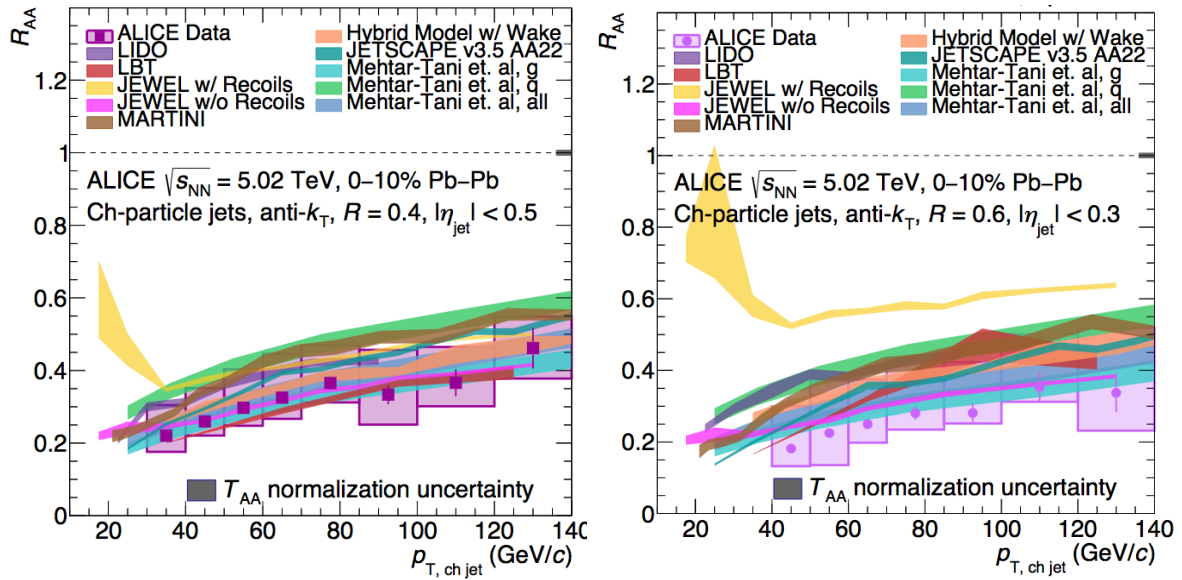 R_AA
ALICE Data
LIDO
LBT
JEWEL w/ Recoils
JEWEL w/o Recoils
MARTINI
Hybrid Model w/ Wake
JETSCAPE v3.5 AA22
Mehtar-Tani et. al, g
Mehtar-Tani et. al, q
Mehtar-Tani et. al, all
ALICE √s_NN = 5.02 TeV, 0–10% Pb–Pb
Ch-particle jets, anti-k_T, R = 0.4, |η_jet| < 0.5
T_AA normalization uncertainty
1.2
1
0.8
0.6
0.4
0.2
0
20 40 60 80 100 120 140
p_T, ch jet (GeV/c)
R_AA
ALICE Data
LIDO
LBT
JEWEL w/ Recoils
JEWEL w/o Recoils
MARTINI
Hybrid Model w/ Wake
JETSCAPE v3.5 AA22
Mehtar-Tani et. al, g
Mehtar-Tani et. al, q
Mehtar-Tani et. al, all
ALICE √s_NN = 5.02 TeV, 0–10% Pb–Pb
Ch-particle jets, anti-k_T, R = 0.6, |η_jet| < 0.3
T_AA normalization uncertainty
1.2
1
0.8
0.6
0.4
0.2
0
20 40 60 80 100 120 140
p_T, ch jet (GeV/c)